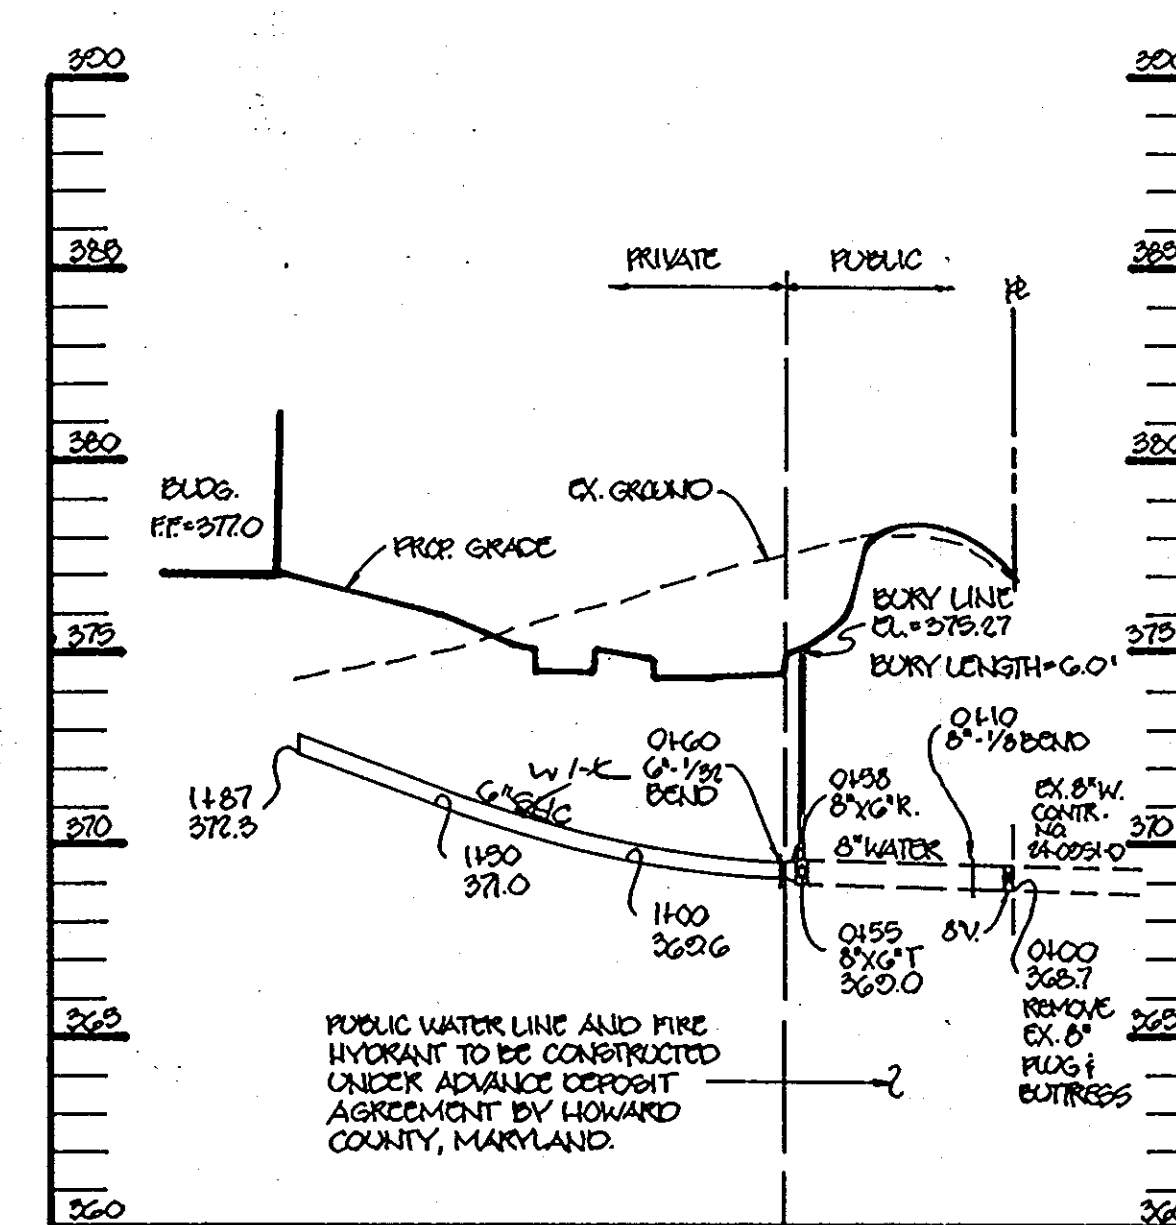 390
390
385
385
PRIVATE
PUBLIC
PL
380
380
BLDG.
F.F.=377.0
EX. GROUND
PROP. GRADE
BURY LINE
EL.=375.27
BURY LENGTH=6.0'
375
375
0+60
6"-1/32
BEND
0+10
8"-1/8 BEND
1+87
372.3
6"
W
0+58
8"X6"R.
8" WATER
EX. 8" W.
CONTR.
NO.
370
370
1+50
371.0
1+00
369.6
0+55
8"X6"T
369.0
8"V.
0+00
368.7
REMOVE
EX. 8"
PLUG &
BUTTRESS
365
365
PUBLIC WATER LINE AND FIRE
HYDRANT TO BE CONSTRUCTED
UNDER ADVANCE DEPOSIT
AGREEMENT BY HOWARD
COUNTY, MARYLAND.
360